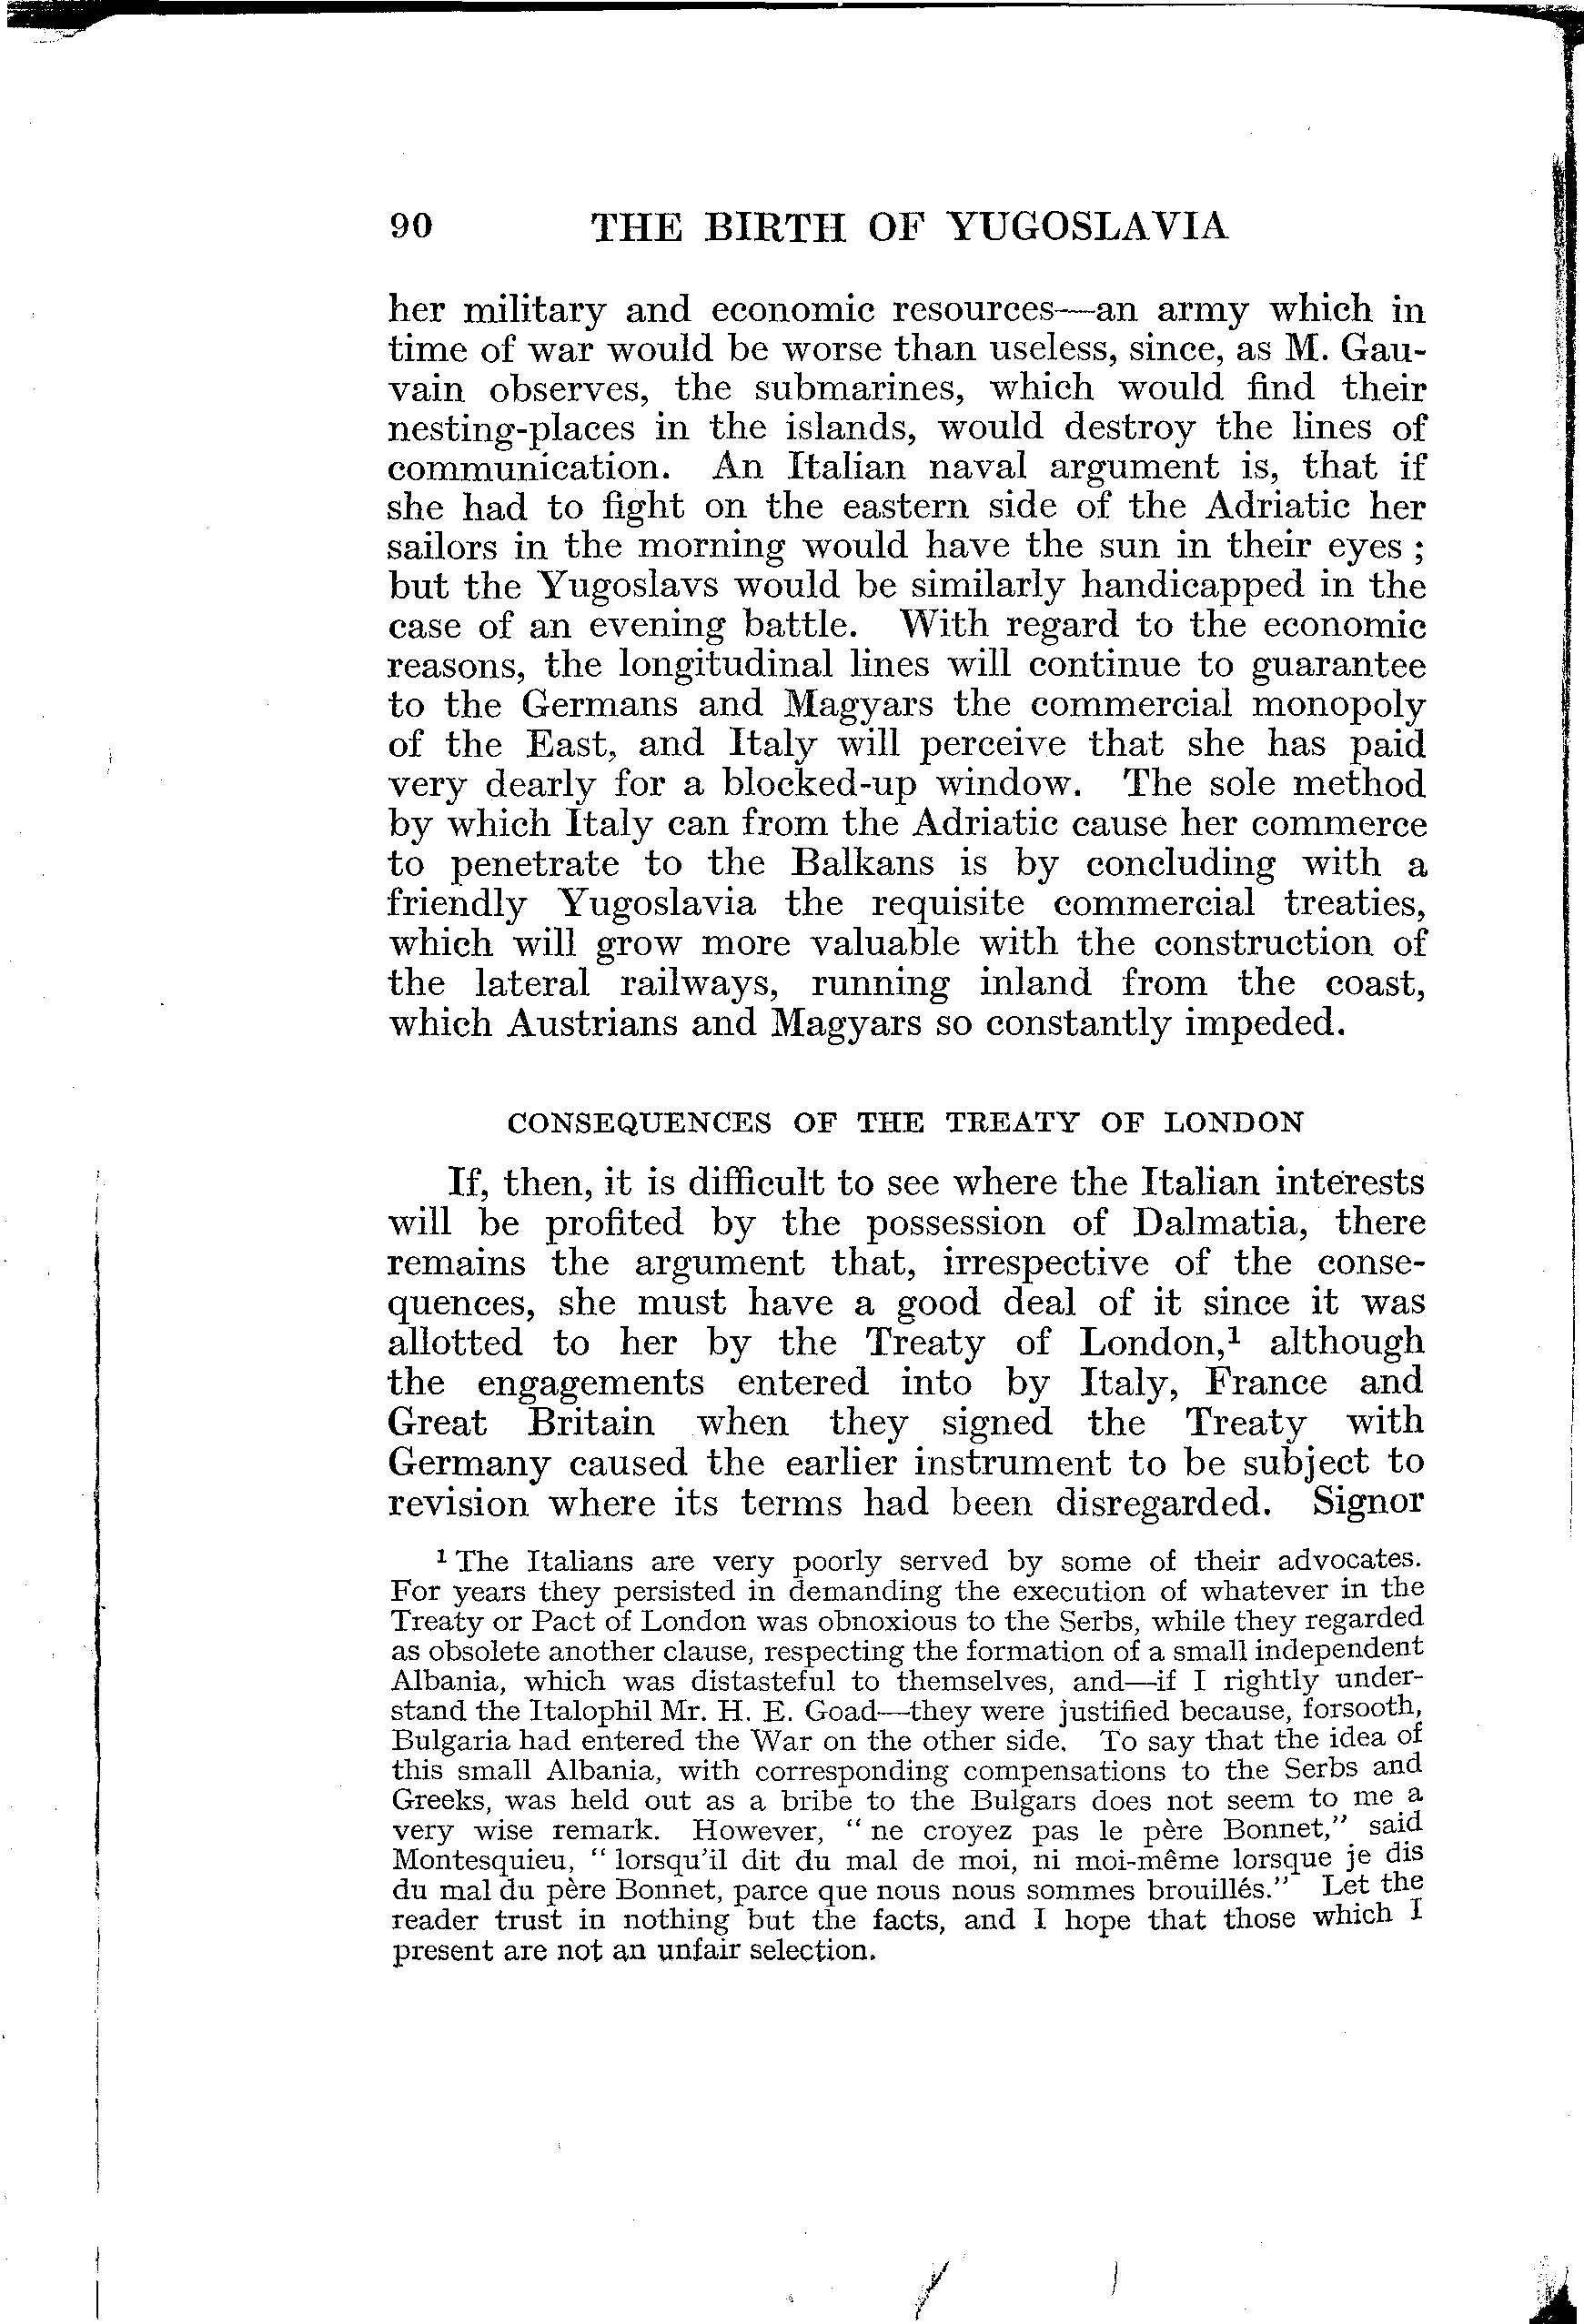 90 THE BIRTH OF YUGOSLAVIA
her military and economic resources—an army which in
time of war would be worse than useless, since, as M. Gau-
vain observes, the submarines, which would find their
nesting-places in the islands, would destroy the lines of
communication. An Italian naval argument is, that if
she had to fight on the eastern side of the Adriatic her
sailors in the morning would have the sun in their eyes ;
but the Yugoslavs would be similarly handicapped in the
case of an evening battle. With regard to the economic
reasons, the longitudinal lines will continue to guarantee
to the Germans and Magyars the commercial monopoly
of the East, and Italy will perceive that she has paid
very dearly for a blocked-up window. The sole method
by which Italy can from the Adriatic cause her commerce
to penetrate to the Balkans is by concluding with a
friendly Yugoslavia the requisite commercial treaties,
which will grow more valuable with the construction of
the lateral railways, running inland from the coast,
which Austrians and Magyars so constantly impeded.
CONSEQUENCES OF THE TREATY OF LONDON
If, then, it is difficult to see where the Italian interests
will be profited by the possession of Dalmatia, there
remains the argument that, irrespective of the conse-
quences, she must have a good deal of it since it was
allotted to her by the Treaty of London,¹ although
the engagements entered into by Italy, France and
Great Britain when they signed the Treaty with
Germany caused the earlier instrument to be subject to
revision where its terms had been disregarded. Signor
¹ The Italians are very poorly served by some of their advocates.
For years they persisted in demanding the execution of whatever in the
Treaty or Pact of London was obnoxious to the Serbs, while they regarded
as obsolete another clause, respecting the formation of a small independent
Albania, which was distasteful to themselves, and—if I rightly under-
stand the Italophil Mr. H. E. Goad—they were justified because, forsooth,
Bulgaria had entered the War on the other side. To say that the idea of
this small Albania, with corresponding compensations to the Serbs and
Greeks, was held out as a bribe to the Bulgars does not seem to me a
very wise remark. However, “ ne croyez pas le père Bonnet,” said
Montesquieu, “ lorsqu'il dit du mal de moi, ni moi-même lorsque je dis
du mal du père Bonnet, parce que nous nous sommes brouillés.” Let the
reader trust in nothing but the facts, and I hope that those which I
present are not an unfair selection.